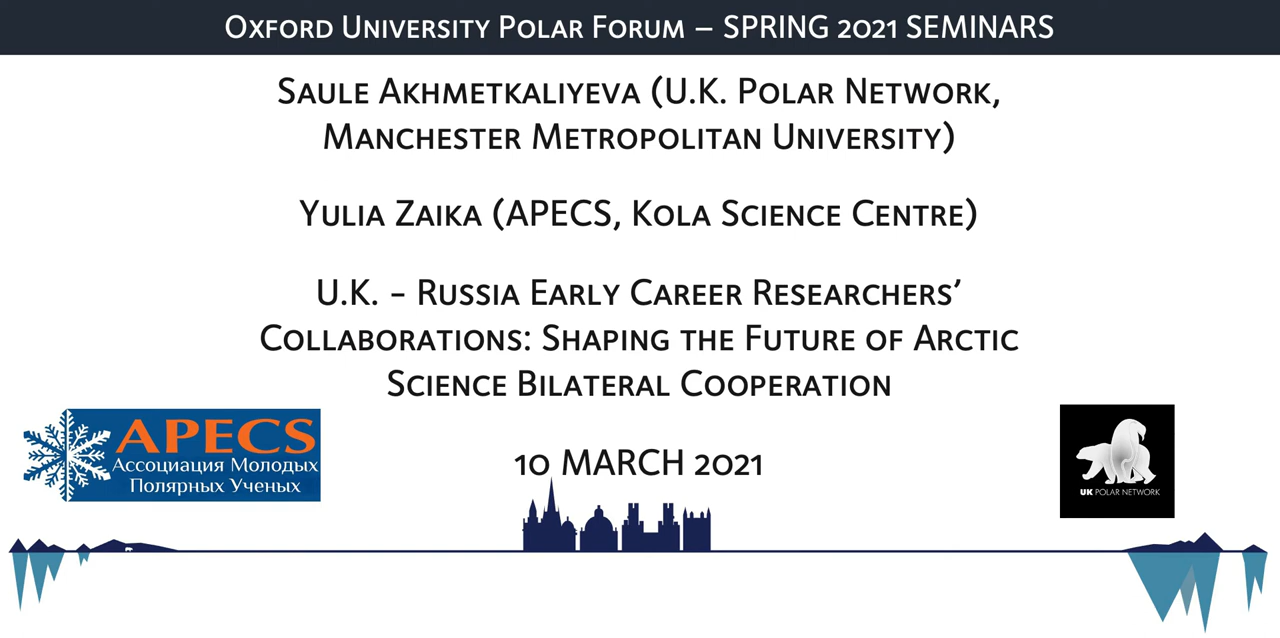 Oxford University Polar Forum – SPRING 2021 SEMINARS
Saule Akhmetkaliyeva (U.K. Polar Network,
Manchester Metropolitan University)
Yulia Zaika (APECS, Kola Science Centre)
U.K. - Russia Early Career Researchers’
Collaborations: Shaping the Future of Arctic
Science Bilateral Cooperation
APECS
Ассоциация Молодых
Полярных Ученых
10 MARCH 2021
UK POLAR NETWORK